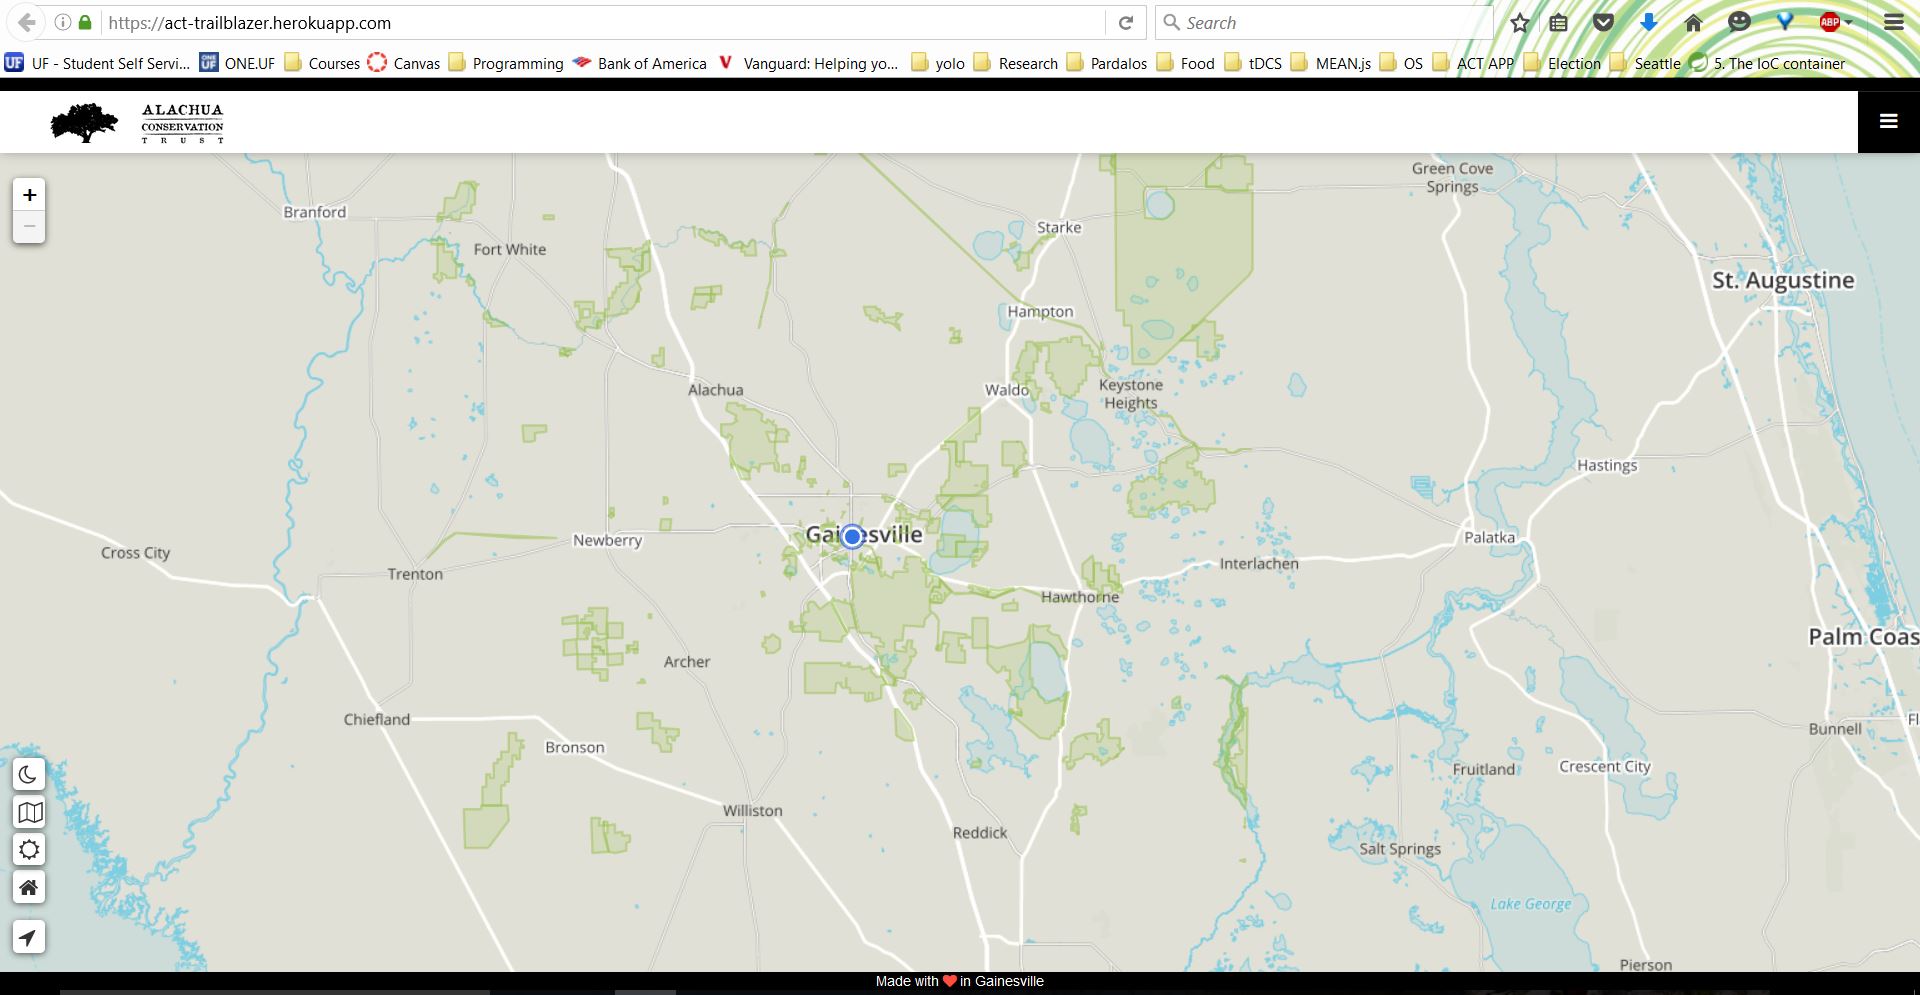 https://act-trailblazer.herokuapp.com
Search
ABP
UF UF - Student Self Servi... ONE UF ONE.UF Courses Canvas Programming Bank of America Vanguard: Helping yo... yolo Research Pardalos Food tDCS MEAN.js OS ACT APP Election Seattle 5. The IoC container
ALACHUA
CONSERVATION
TRUST
+
−
Green Cove
Springs
Branford
Starke
Fort White
St. Augustine
Hampton
Alachua
Waldo
Keystone
Heights
Hastings
Gainesville
Newberry
Palatka
Cross City
Interlachen
Trenton
Hawthorne
Palm Coas
Archer
Chiefland
Fl
Bunnell
Bronson
Fruitland
Crescent City
Williston
Reddick
Salt Springs
Lake George
Pierson
Made with ❤ in Gainesville